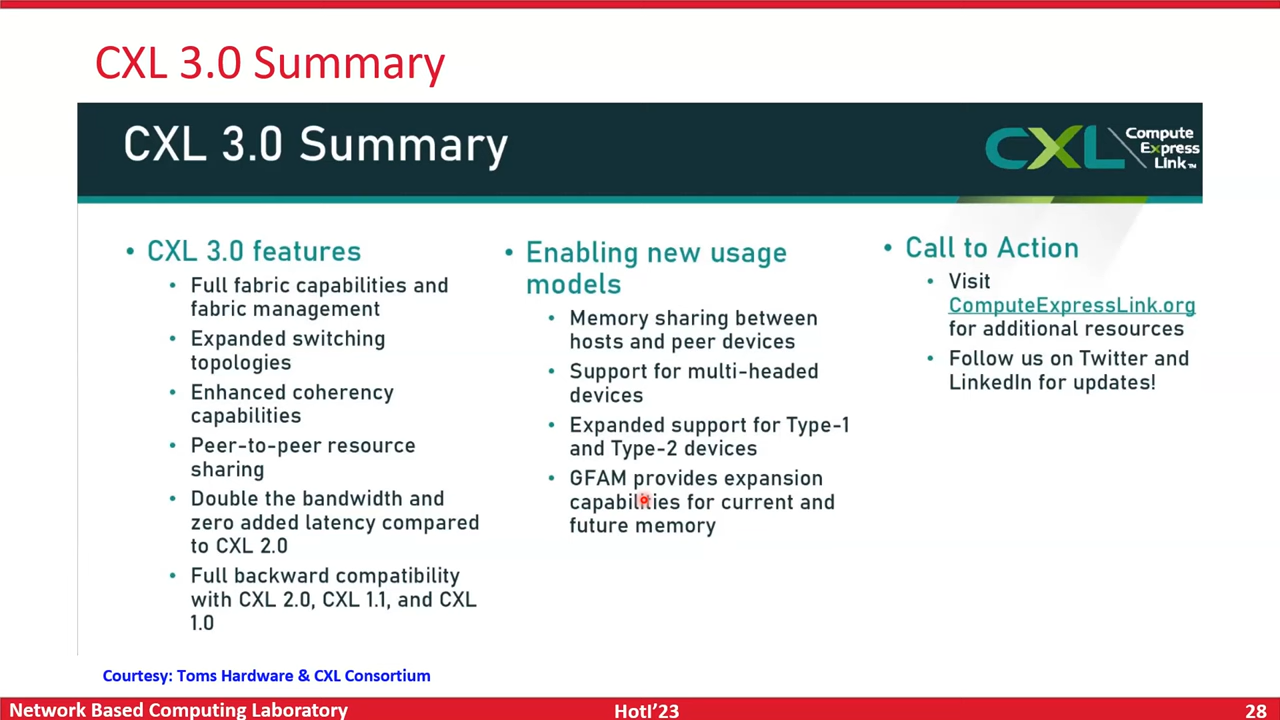 CXL 3.0 Summary
CXL 3.0 Summary
CXL Compute
Express
Link™
• CXL 3.0 features
• Full fabric capabilities and
fabric management
• Expanded switching
topologies
• Enhanced coherency
capabilities
• Peer-to-peer resource
sharing
• Double the bandwidth and
zero added latency compared
to CXL 2.0
• Full backward compatibility
with CXL 2.0, CXL 1.1, and CXL
1.0
• Enabling new usage
models
• Memory sharing between
hosts and peer devices
• Support for multi-headed
devices
• Expanded support for Type-1
and Type-2 devices
• GFAM provides expansion
capabilities for current and
future memory
• Call to Action
• Visit
ComputeExpressLink.org
for additional resources
• Follow us on Twitter and
LinkedIn for updates!
Courtesy: Toms Hardware & CXL Consortium
Network Based Computing Laboratory
HotI’23
28